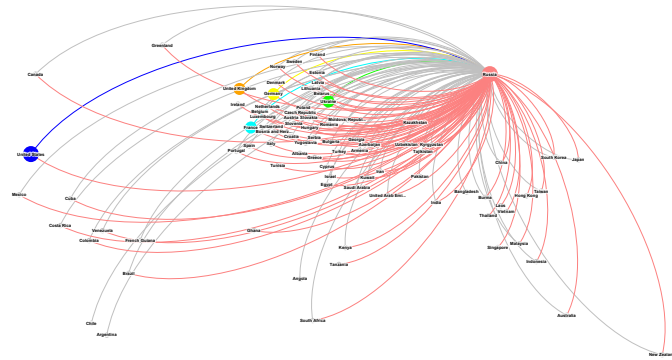 Greenland
Finland
Canada
Sweden
Norway
Estonia
Russia
Denmark
Latvia
United Kingdom
Lithuania
Germany
Belarus
Ukraine
Ireland
Netherlands
Poland
Belgium
Czech Republic
Luxembourg
Austria
Slovakia
Moldova, Republi...
France
Switzerland
Slovenia
Romania
Kazakhstan
Bosnia and Herz...
Hungary
Croatia
Serbia
Spain
Italy
Yugoslavia
Bulgaria
Georgia
Portugal
Azerbaijan
Uzbekistan
Kyrgyzstan
United States
Albania
Turkey
Armenia
Tajikistan
Greece
South Korea
Japan
Tunisia
Cyprus
Iran
China
Israel
Kuwait
Pakistan
Egypt
Saudi Arabia
Mexico
Cuba
United Arab Emi...
Bangladesh
Taiwan
Burma
Hong Kong
India
Laos
Vietnam
Thailand
Costa Rica
Venezuela
Ghana
Colombia
French Guiana
Kenya
Singapore
Malaysia
Tanzania
Indonesia
Brazil
Angola
Chile
South Africa
Australia
Argentina
New Zealand